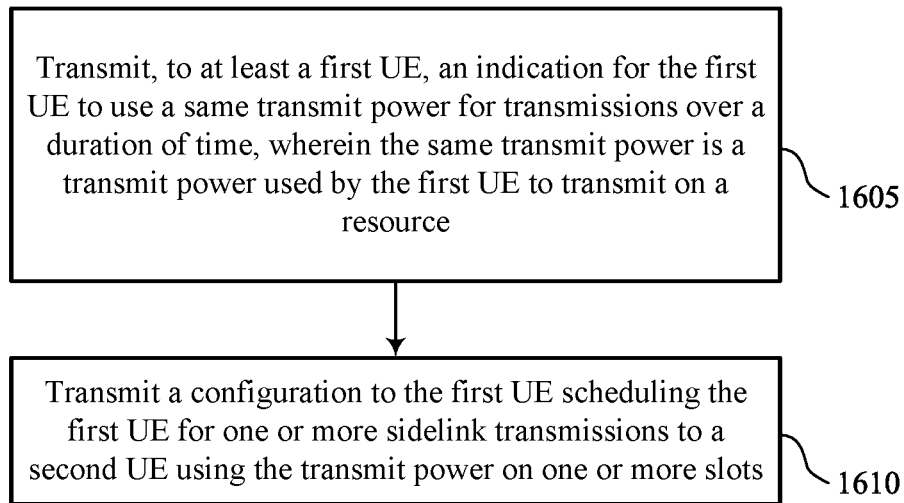 Transmit, to at least a first UE, an indication for the first
UE to use a same transmit power for transmissions over a
duration of time, wherein the same transmit power is a
transmit power used by the first UE to transmit on a
resource
1605
Transmit a configuration to the first UE scheduling the
first UE for one or more sidelink transmissions to a
second UE using the transmit power on one or more slots
1610